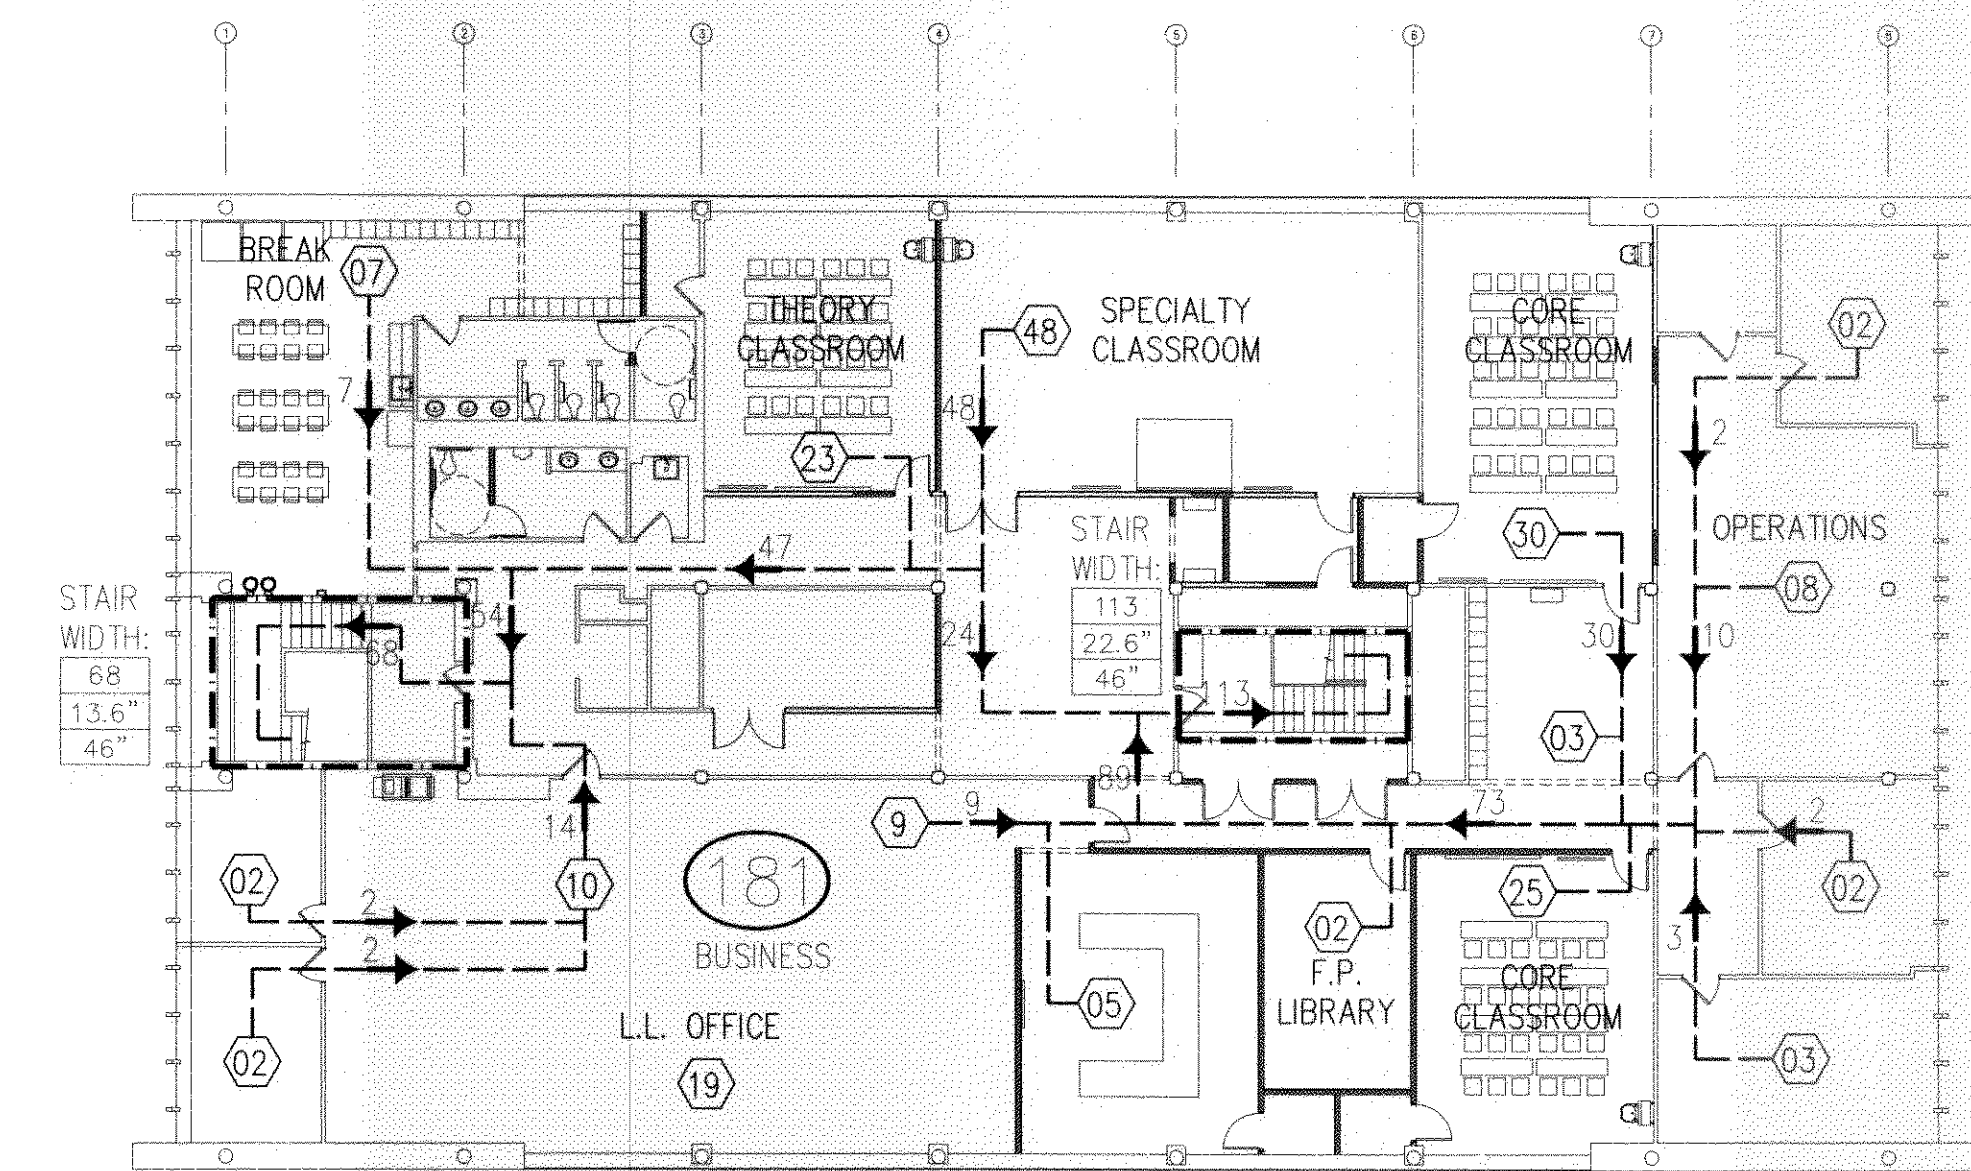 1 2 3 4 5 6 7 8
BREAK
ROOM
07
7
THEORY
CLASSROOM
23
48
48
SPECIALTY
CLASSROOM
CORE
CLASSROOM
30
02
2
OPERATIONS
08
10
30
03
47
54
STAIR
WIDTH:
68
13.6"
46"
68
24
STAIR
WIDTH:
113
22.6"
46"
113
89
73
9
9
2
02
14
10
02
2
2
02
181
BUSINESS
L.L. OFFICE
19
05
02
F.P.
LIBRARY
25
CORE
CLASSROOM
3
03